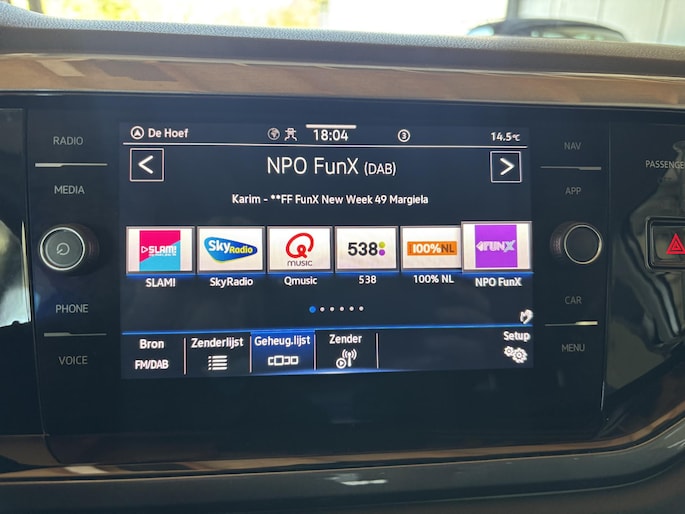 RADIO
MEDIA
PHONE
VOICE
De Hoef
18:04
3
14.5°C
NPO FunX (DAB)
Karim - **FF FunX New Week 49 Margiela
SLAM!
Sky Radio
Q
MUSIC
538
100%NL
FUNX
SLAM!
SkyRadio
Qmusic
538
100% NL
NPO FunX
Bron
FM/DAB
Zenderlijst
Geheug.lijst
Zender
Setup
NAV
APP
CAR
MENU
PASSENGE